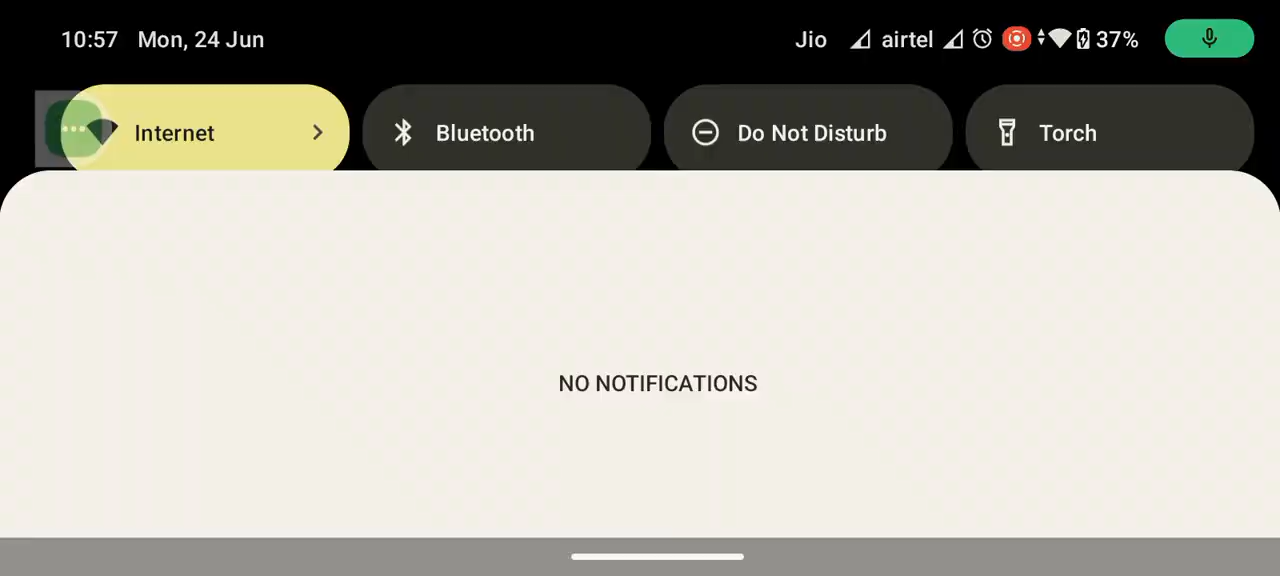 10:57 Mon, 24 Jun Jio airtel 37%
Internet Bluetooth Do Not Disturb Torch
NO NOTIFICATIONS